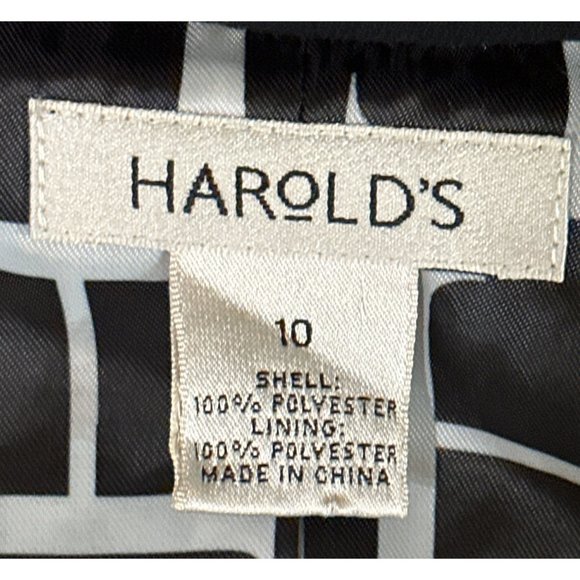 HAROLD'S
10
SHELL:
100% POLYESTER
LINING:
100% POLYESTER
MADE IN CHINA